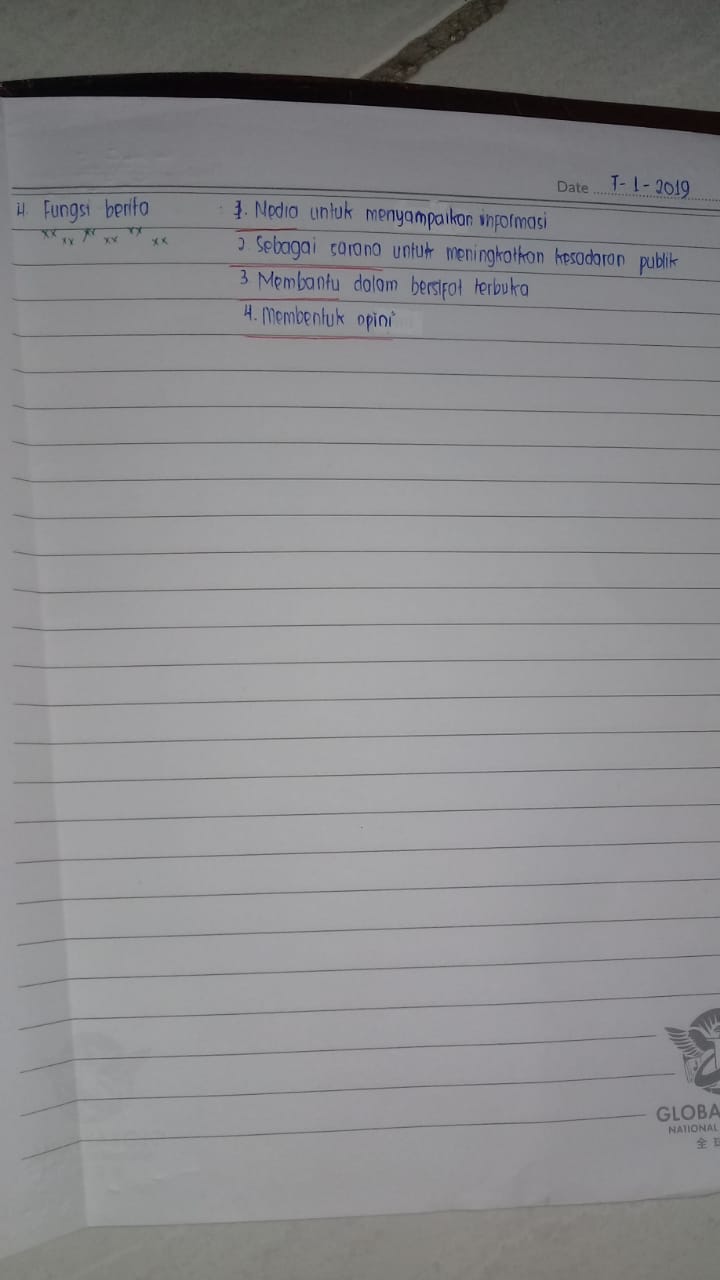 Date 7-1-2019
4. Fungsi berita
1. Media untuk menyampaikan informasi
2. Sebagai sarana untuk meningkatkan kesadaran publik
3. Membantu dalam bersifat terbuka
4. Membentuk opini
GLOBA
NATIONAL
全